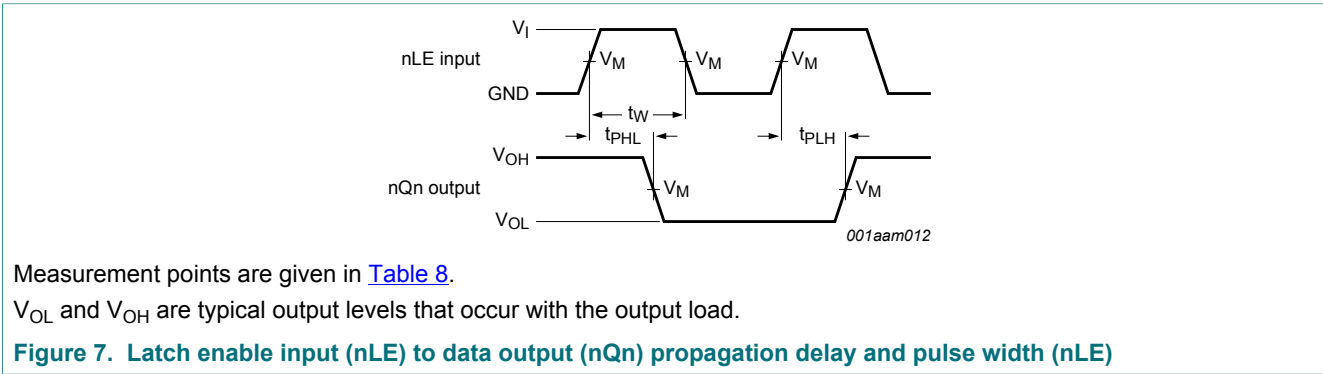 VI
nLE input
VM
VM
VM
GND
tW
tPHL
tPLH
VOH
nQn output
VM
VM
VOL
001aam012
Measurement points are given in Table 8.
VOL and VOH are typical output levels that occur with the output load.
Figure 7. Latch enable input (nLE) to data output (nQn) propagation delay and pulse width (nLE)